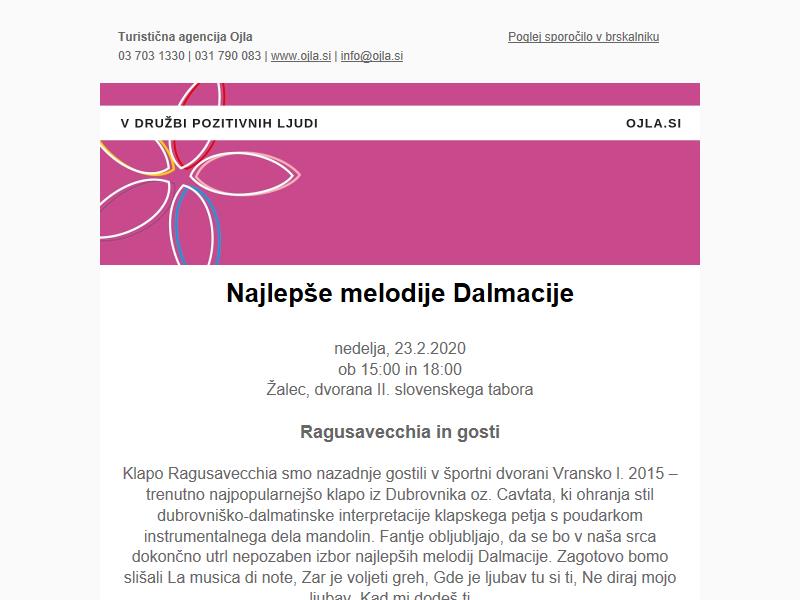 Turistična agencija Ojla
Poglej sporočilo v brskalniku
03 703 1330 | 031 790 083 | www.ojla.si | info@ojla.si
V DRUŽBI POZITIVNIH LJUDI
OJLA.SI
Najlepše melodije Dalmacije
nedelja, 23.2.2020
ob 15:00 in 18:00
Žalec, dvorana II. slovenskega tabora
Ragusavecchia in gosti
Klapo Ragusavecchia smo nazadnje gostili v športni dvorani Vransko l. 2015 –
trenutno najpopularnejšo klapo iz Dubrovnika oz. Cavtata, ki ohranja stil
dubrovniško-dalmatinske interpretacije klapskega petja s poudarkom
instrumentalnega dela mandolin. Fantje obljubljajo, da se bo v naša srca
dokončno utrl nepozaben izbor najlepših melodij Dalmacije. Zagotovo bomo
slišali La musica di note, Zar je voljeti greh, Gde je ljubav tu si ti, Ne diraj mojo
ljubav, Kad mi dodeš ti